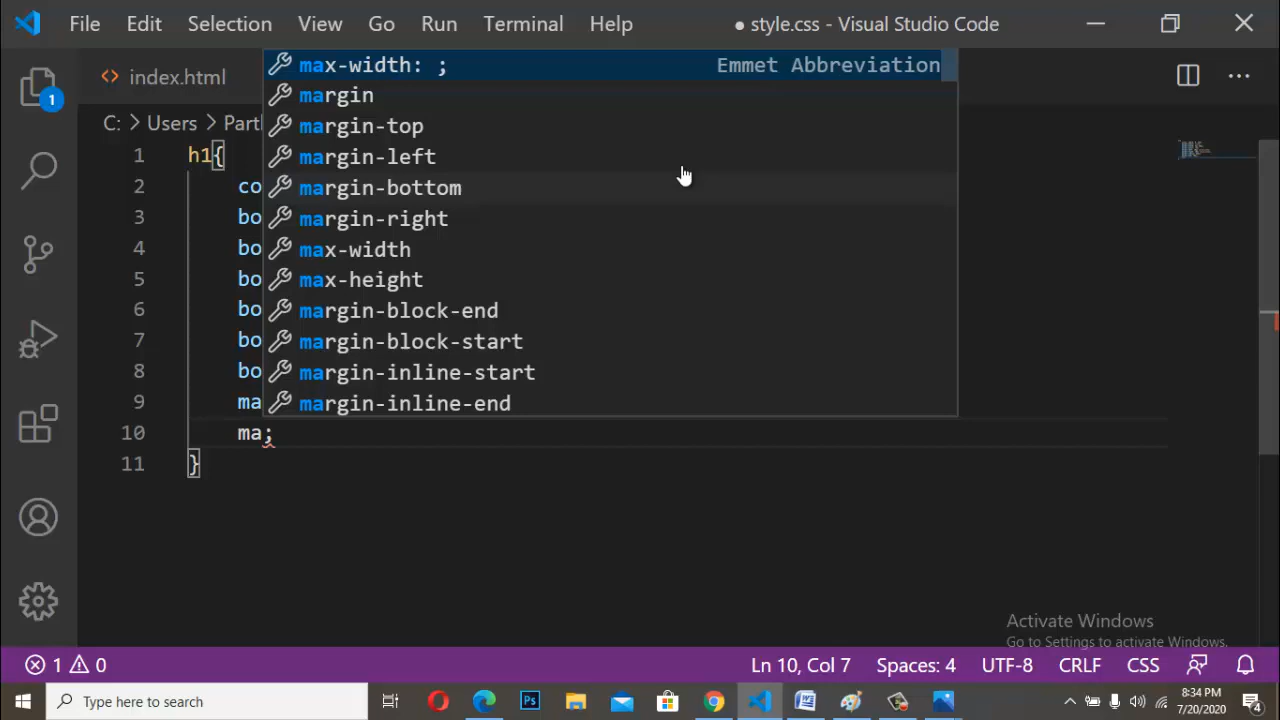 File Edit Selection View Go Run Terminal Help ● style.css - Visual Studio Code
index.html
C: > Users > Part
max-width: ; Emmet Abbreviation
margin
margin-top
margin-left
margin-bottom
margin-right
max-width
max-height
margin-block-end
margin-block-start
margin-inline-start
margin-inline-end
1 h1{
2 co
3 bo
4 bo
5 bo
6 bo
7 bo
8 bo
9 ma
10 ma;
11 }
1
Activate Windows
Go to Settings to activate Windows.
1 0 Ln 10, Col 7 Spaces: 4 UTF-8 CRLF CSS
Type here to search
Ps
8:34 PM
7/20/2020
4